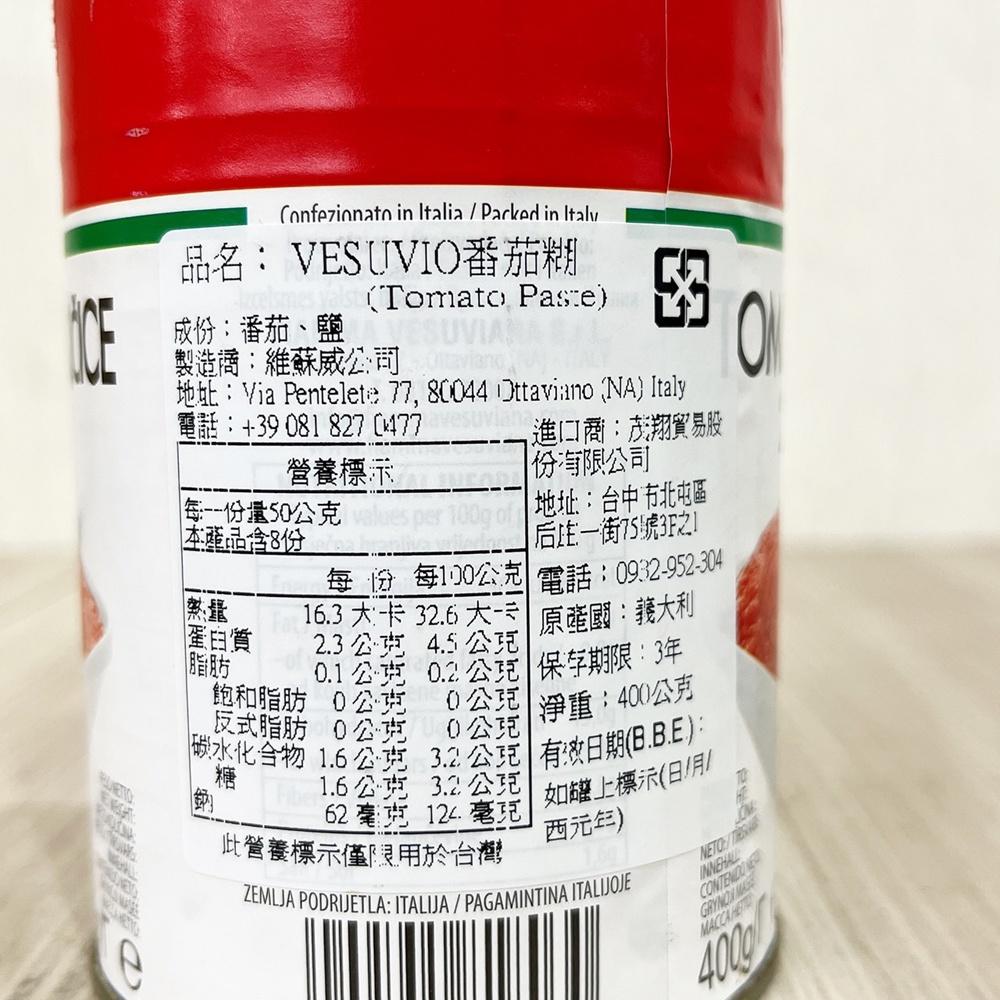 Confezionato in Italia / Packed in Italy
品名：VESUVIO番茄糊
(Tomato Paste)
成份：番茄、鹽
製造商：維蘇威公司
地址：Via Pentelete 77, 80044 Ottaviano (NA) Italy
電話：+39 081 827 0477
營養標示
每一份量50公克
本產品含8份
每 份 每100公克
熱量 16.3 大卡 32.6 大卡
蛋白質 2.3 公克 4.5 公克
脂肪 0.1 公克 0.2 公克
飽和脂肪 0 公克 0 公克
反式脂肪 0 公克 0 公克
碳水化合物 1.6 公克 3.2 公克
糖 1.6 公克 3.2 公克
鈉 62 毫克 124 毫克
此營養標示僅限用於台灣
進口商：茂翔貿易股
份有限公司
地址：台中市北屯區
后庄一街75號3F21
電話：0932-952-304
原產國：義大利
保存期限：3年
淨重：400公克
有效日期(B.B.E.)：
如罐上標示(日/月/
西元年)
ZEMLJA PODRIJETLA: ITALIJA / PAGAMINTINA ITALIJOJE
ICE
OM
INNEHÅLL:
400g
e